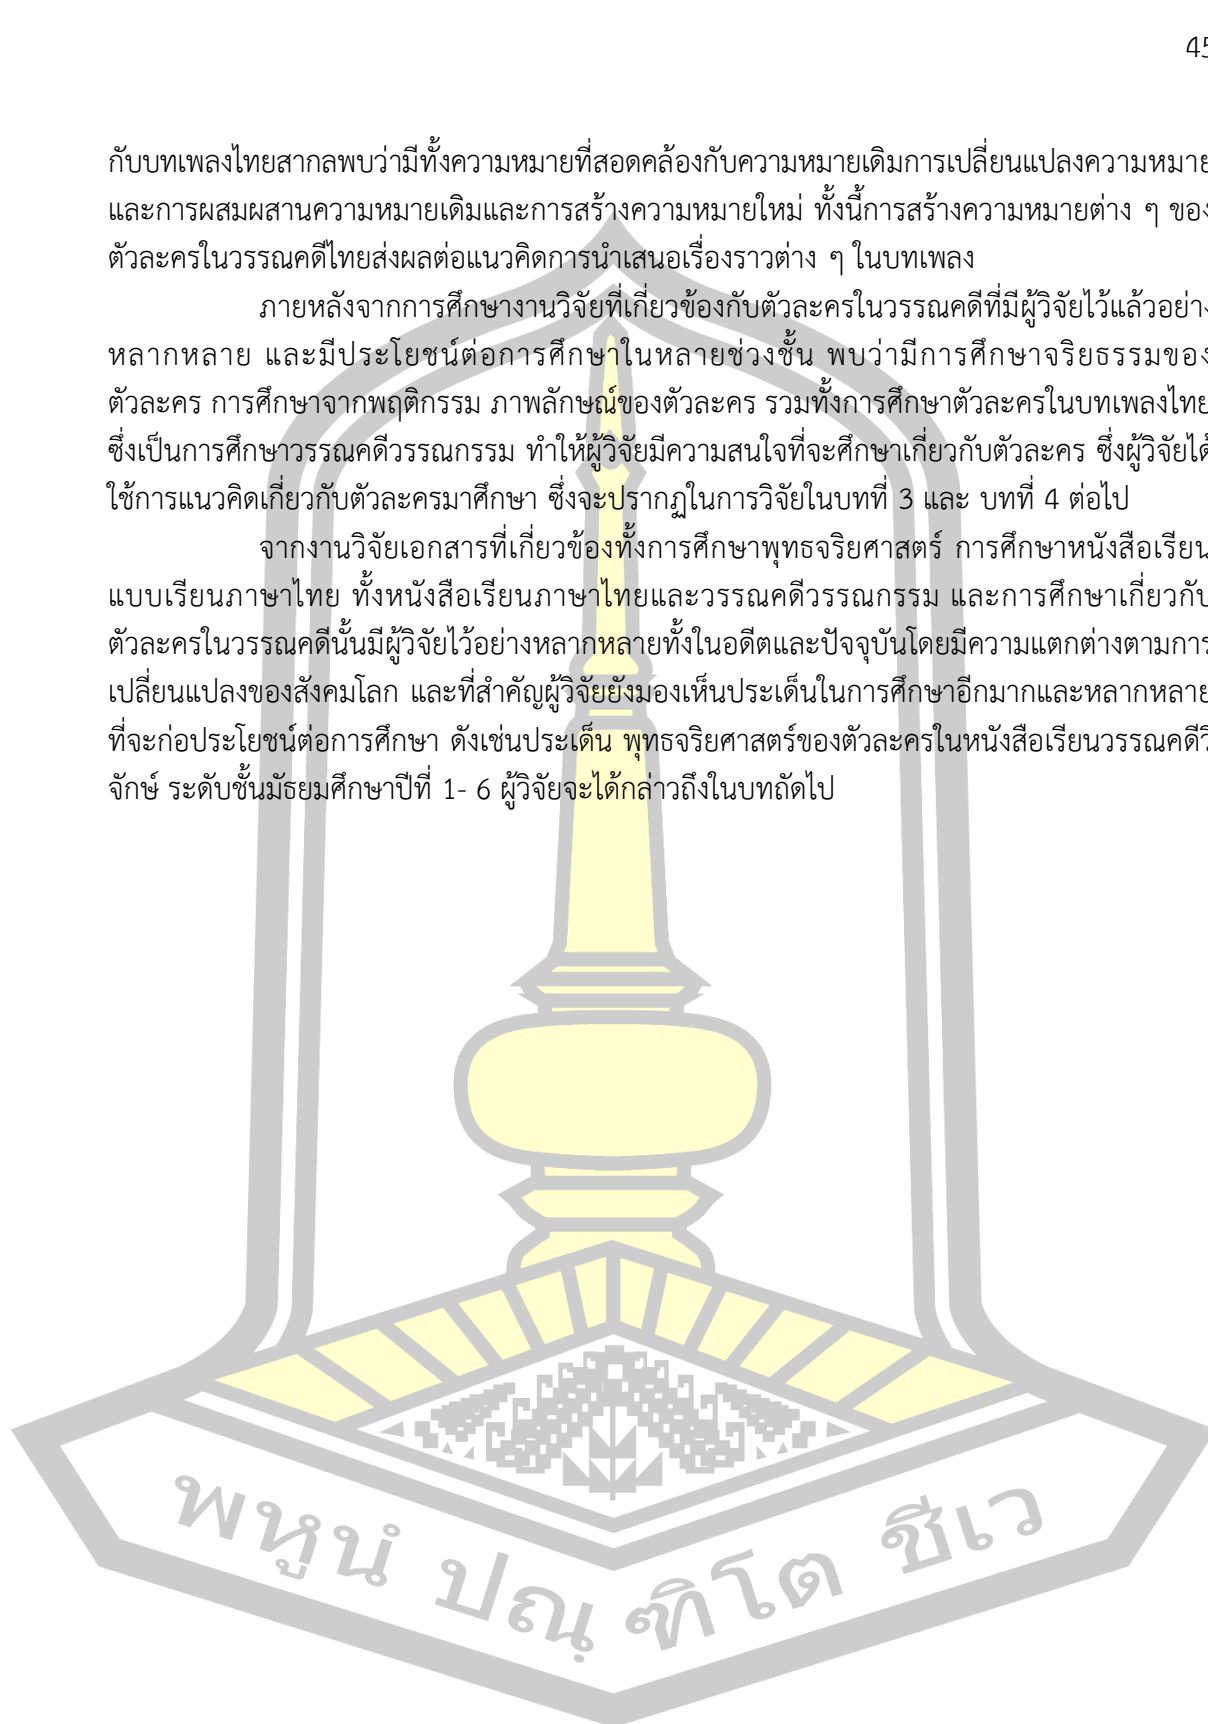 45
กับบทเพลงไทยสากลพบว่ามีทั้งความหมายที่สอดคล้องกับความหมายเดิมการเปลี่ยนแปลงความหมาย
และการผสมผสานความหมายเดิมและการสร้างความหมายใหม่ ทั้งนี้การสร้างความหมายต่าง ๆ ของ
ตัวละครในวรรณคดีไทยส่งผลต่อแนวคิดการนำเสนอเรื่องราวต่าง ๆ ในบทเพลง
ภายหลังจากการศึกษางานวิจัยที่เกี่ยวข้องกับตัวละครในวรรณคดีที่มีผู้วิจัยไว้แล้วอย่าง
หลากหลาย และมีประโยชน์ต่อการศึกษาในหลายช่วงชั้น พบว่ามีการศึกษาจริยธรรมของ
ตัวละคร การศึกษาจากพฤติกรรม ภาพลักษณ์ของตัวละคร รวมทั้งการศึกษาตัวละครในบทเพลงไทย
ซึ่งเป็นการศึกษาวรรณคดีวรรณกรรม ทำให้ผู้วิจัยมีความสนใจที่จะศึกษาเกี่ยวกับตัวละคร ซึ่งผู้วิจัยได้
ใช้การแนวคิดเกี่ยวกับตัวละครมาศึกษา ซึ่งจะปรากฏในการวิจัยในบทที่ 3 และ บทที่ 4 ต่อไป
จากงานวิจัยเอกสารที่เกี่ยวข้องทั้งการศึกษาพุทธจริยศาสตร์ การศึกษาหนังสือเรียน
แบบเรียนภาษาไทย ทั้งหนังสือเรียนภาษาไทยและวรรณคดีวรรณกรรม และการศึกษาเกี่ยวกับ
ตัวละครในวรรณคดีนั้นมีผู้วิจัยไว้อย่างหลากหลายทั้งในอดีตและปัจจุบันโดยมีความแตกต่างตามการ
เปลี่ยนแปลงของสังคมโลก และที่สำคัญผู้วิจัยยังมองเห็นประเด็นในการศึกษาอีกมากและหลากหลาย
ที่จะก่อประโยชน์ต่อการศึกษา ดังเช่นประเด็น พุทธจริยศาสตร์ของตัวละครในหนังสือเรียนวรรณคดีวิ
จักษ์ ระดับชั้นมัธยมศึกษาปีที่ 1- 6 ผู้วิจัยจะได้กล่าวถึงในบทถัดไป
พหูนํ ปณฺ ฑิโต ชีเว